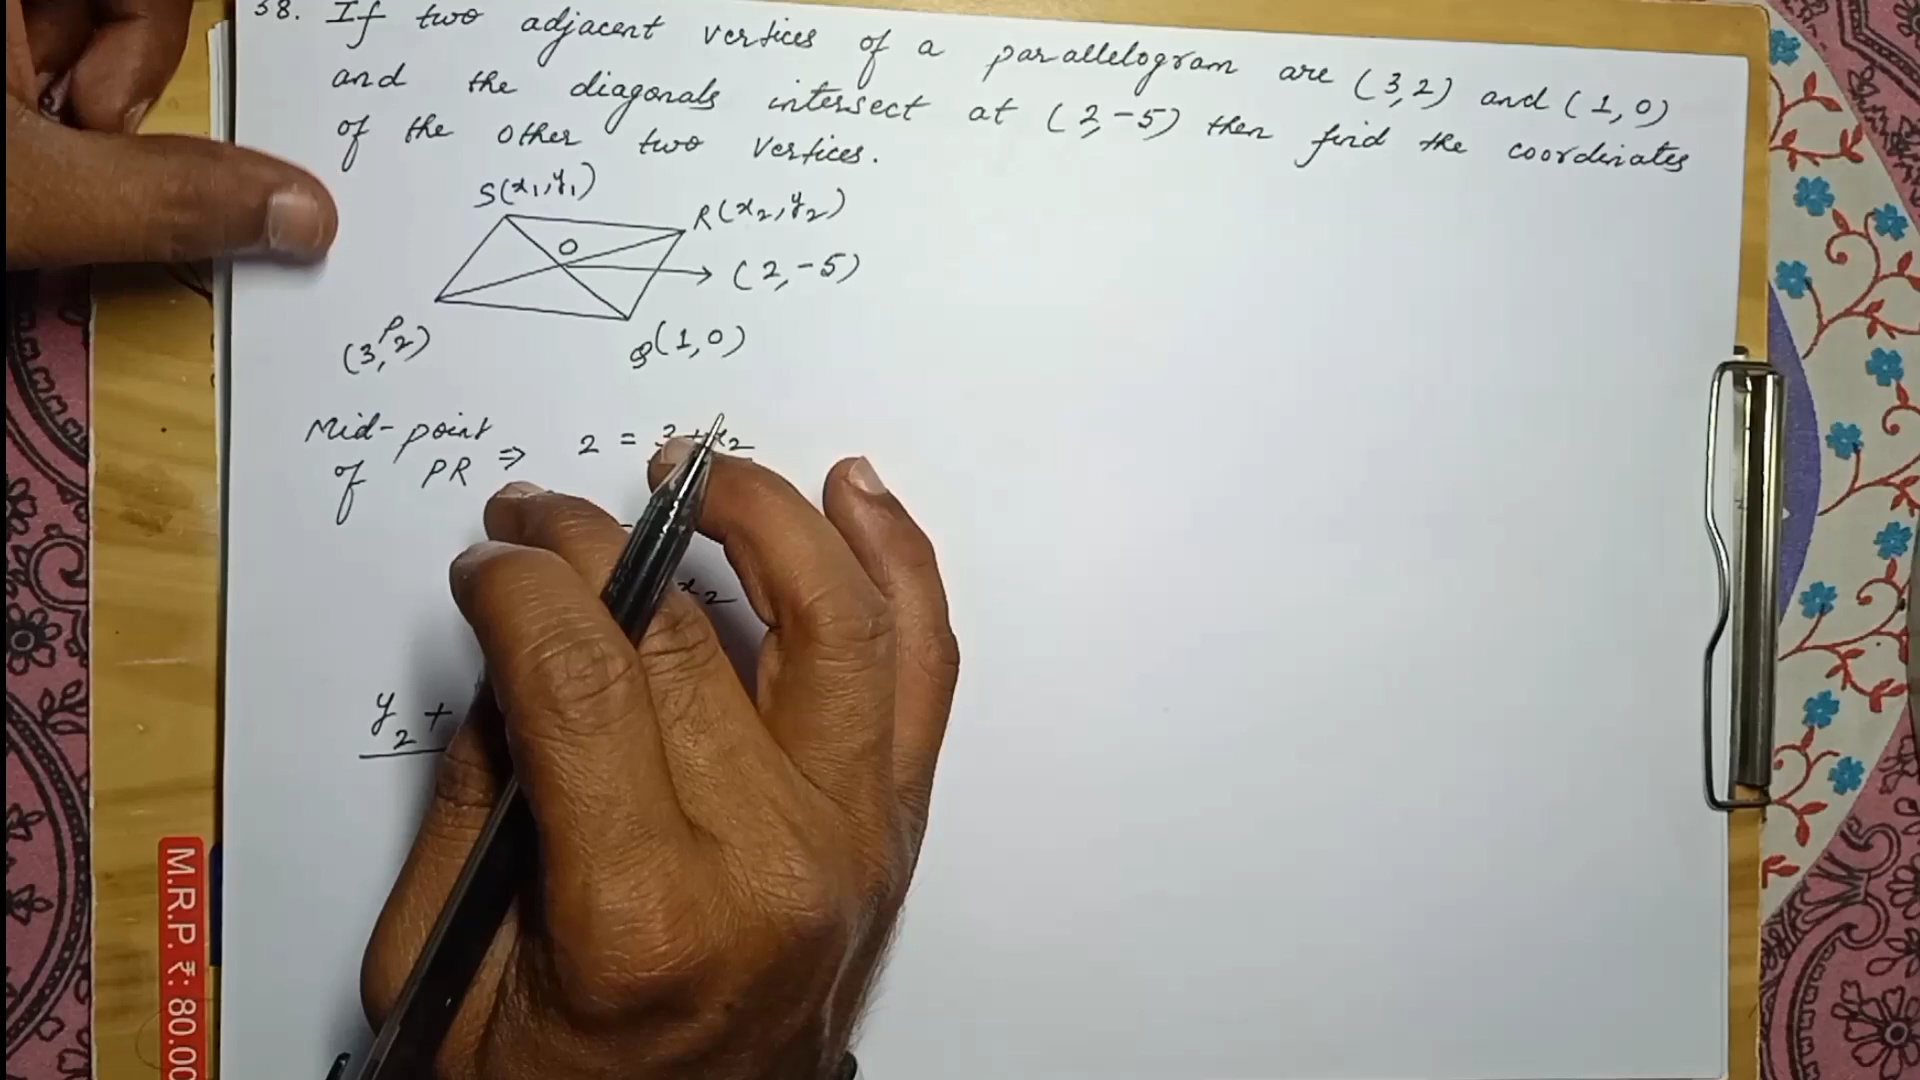 38. If two adjacent vertices of a parallelogram are (3,2) and (1,0)
and the diagonals intersect at (2,-5) then find the coordinates
of the other two vertices.
S(x₁,y₁)
R(x₂,y₂)
O
(2,-5)
P
(3,2)
Q(1,0)
Mid-point
of PR ⇒ 2 = 3+x₂
x₂
y₂+
M.R.P. ₹: 80.00